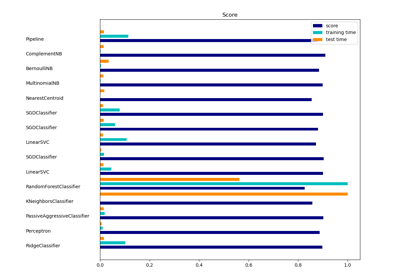 Score
score
training time
test time
Pipeline
ComplementNB
BernoulliNB
MultinomialNB
NearestCentroid
SGDClassifier
SGDClassifier
LinearSVC
SGDClassifier
LinearSVC
RandomForestClassifier
KNeighborsClassifier
PassiveAggressiveClassifier
Perceptron
RidgeClassifier
0.0 0.2 0.4 0.6 0.8 1.0